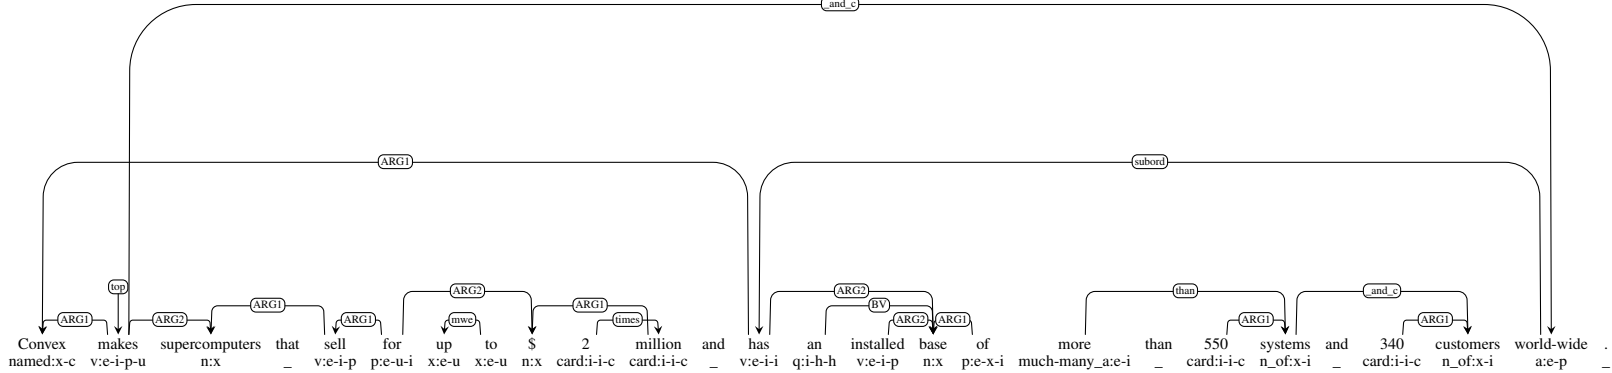 _and_c
ARG1 subord
top ARG2 than _and_c
ARG1 ARG1 ARG2 BV
ARG1 ARG2 ARG1 mwe times ARG2 ARG1 ARG1 ARG1
Convex makes supercomputers that sell for up to $ 2 million and has an installed base of more than 550 systems and 340 customers world-wide .
named:x-c v:e-i-p-u n:x _ v:e-i-p p:e-u-i x:e-u x:e-u n:x card:i-i-c card:i-i-c _ v:e-i-i q:i-h-h v:e-i-p n:x p:e-x-i much-many_a:e-i _ card:i-i-c n_of:x-i _ card:i-i-c n_of:x-i a:e-p _